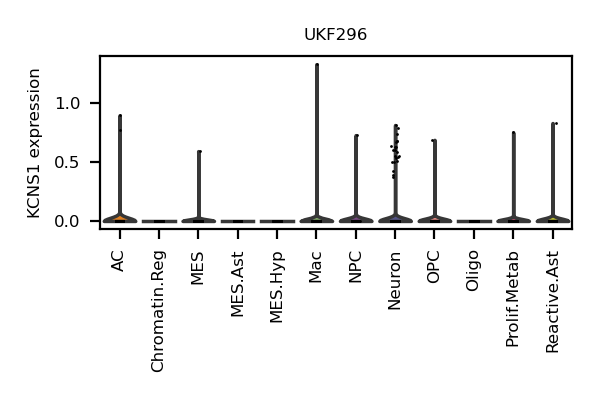 UKF296
KCNS1 expression
1.0
0.5
0.0
AC
Chromatin.Reg
MES
MES.Ast
MES.Hyp
Mac
NPC
Neuron
OPC
Oligo
Prolif.Metab
Reactive.Ast